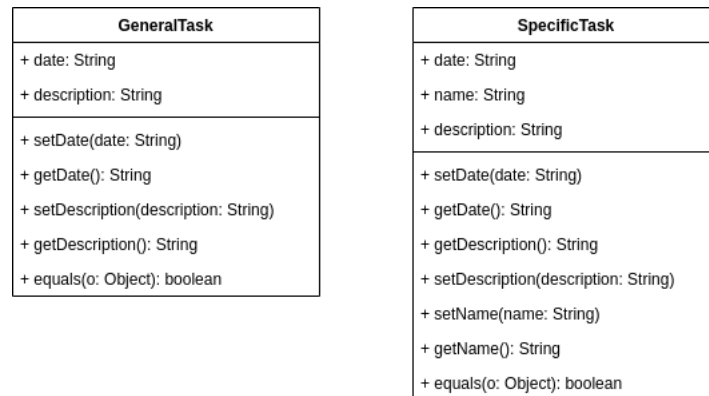 GeneralTask
+ date: String
+ description: String
+ setDate(date: String)
+ getDate(): String
+ setDescription(description: String)
+ getDescription(): String
+ equals(o: Object): boolean
SpecificTask
+ date: String
+ name: String
+ description: String
+ setDate(date: String)
+ getDate(): String
+ getDescription(): String
+ setDescription(description: String)
+ setName(name: String)
+ getName(): String
+ equals(o: Object): boolean